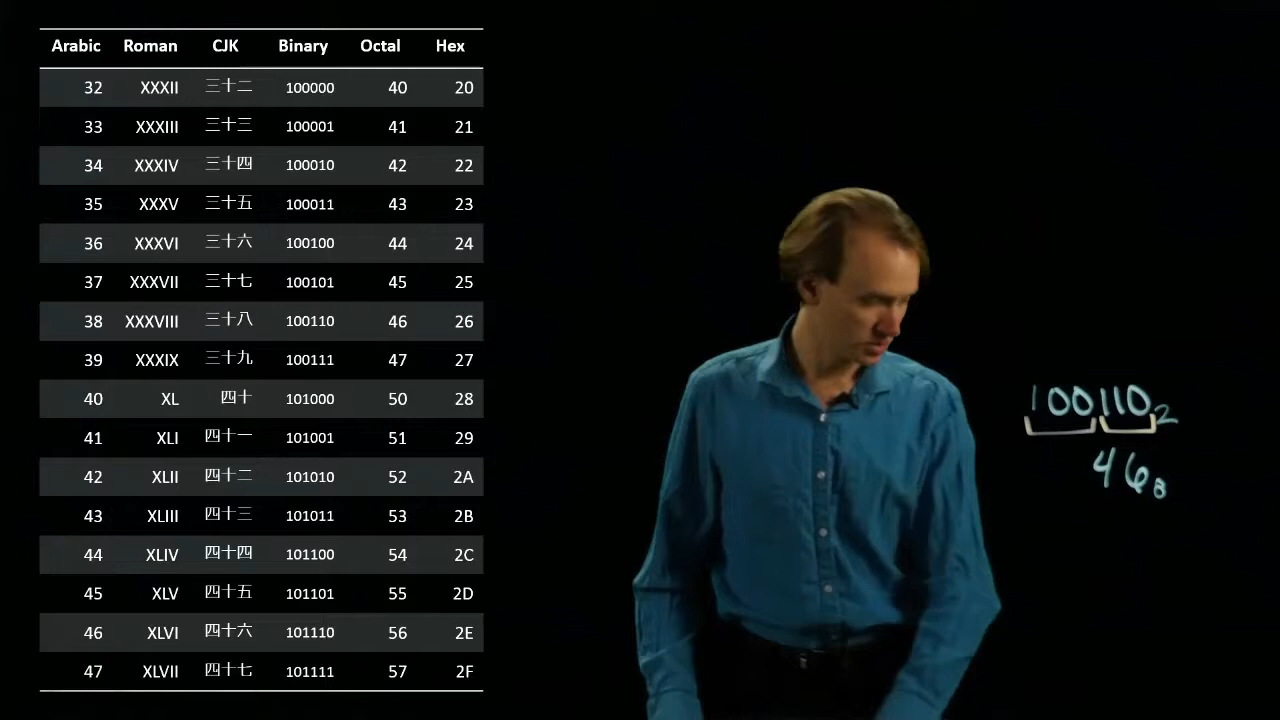 Arabic Roman CJK Binary Octal Hex
32 XXXII 三十二 100000 40 20
33 XXXIII 三十三 100001 41 21
34 XXXIV 三十四 100010 42 22
35 XXXV 三十五 100011 43 23
36 XXXVI 三十六 100100 44 24
37 XXXVII 三十七 100101 45 25
38 XXXVIII 三十八 100110 46 26
39 XXXIX 三十九 100111 47 27
40 XL 四十 101000 50 28
41 XLI 四十一 101001 51 29
42 XLII 四十二 101010 52 2A
43 XLIII 四十三 101011 53 2B
44 XLIV 四十四 101100 54 2C
45 XLV 四十五 101101 55 2D
46 XLVI 四十六 101110 56 2E
47 XLVII 四十七 101111 57 2F
100110₂
46₈